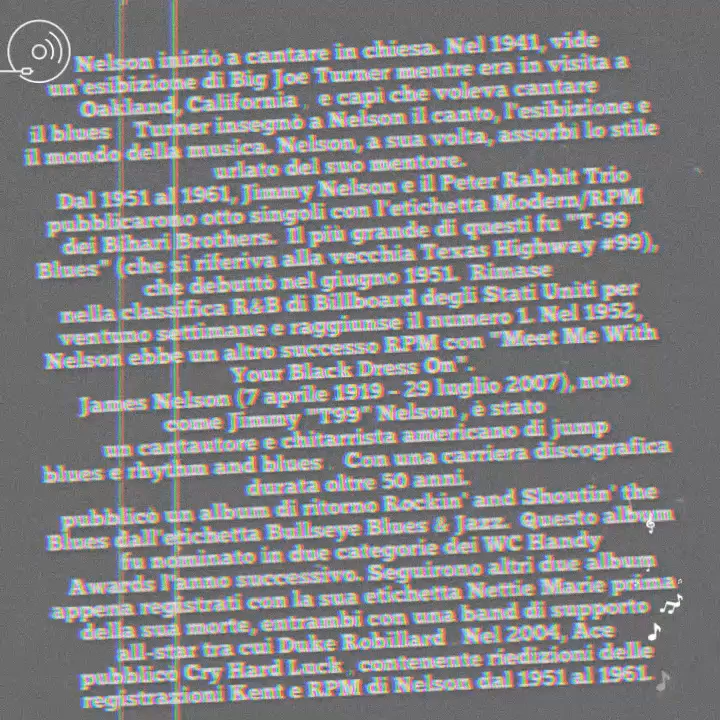 Nelson iniziò a cantare in chiesa. Nel 1941, vide
un'esibizione di Big Joe Turner mentre era in visita a
Oakland, California , e capì che voleva cantare
il blues Turner insegnò a Nelson il canto, l'esibizione e
il mondo della musica. Nelson, a sua volta, assorbì lo stile
urlato del suo mentore.
Dal 1951 al 1961, Jimmy Nelson e il Peter Rabbit Trio
pubblicarono otto singoli con l'etichetta Modern/RPM
dei Bihari Brothers. Il più grande di questi fu "T-99
Blues" (che si riferiva alla vecchia Texas Highway #99),
che debuttò nel giugno 1951. Rimase
nella classifica R&B di Billboard degli Stati Uniti per
ventuno settimane e raggiunse il numero 1. Nel 1952,
Nelson ebbe un altro successo RPM con "Meet Me With
Your Black Dress On".
James Nelson (7 aprile 1919 - 29 luglio 2007), noto
come Jimmy "T99" Nelson , è stato
un cantautore e chitarrista americano di jump
blues e rhythm and blues . Con una carriera discografica
durata oltre 50 anni.
pubblicò un album di ritorno Rockin' and Shoutin' the
Blues dall'etichetta Bullseye Blues & Jazz. Questo album
fu nominato in due categorie dei WC Handy
Awards l'anno successivo. Seguirono altri due album
appena registrati con la sua etichetta Nettie Marie prima
della sua morte, entrambi con una band di supporto
all-star tra cui Duke Robillard . Nel 2004, Ace
pubblicò Cry Hard Luck , contenente riedizioni delle
registrazioni Kent e RPM di Nelson dal 1951 al 1961.